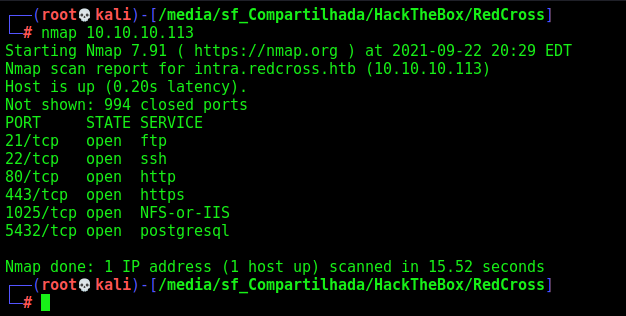 ┌──(root💀kali)-[/media/sf_Compartilhada/HackTheBox/RedCross]
└─# nmap 10.10.10.113
Starting Nmap 7.91 ( https://nmap.org ) at 2021-09-22 20:29 EDT
Nmap scan report for intra.redcross.htb (10.10.10.113)
Host is up (0.20s latency).
Not shown: 994 closed ports
PORT     STATE SERVICE
21/tcp   open  ftp
22/tcp   open  ssh
80/tcp   open  http
443/tcp  open  https
1025/tcp open  NFS-or-IIS
5432/tcp open  postgresql
Nmap done: 1 IP address (1 host up) scanned in 15.52 seconds
┌──(root💀kali)-[/media/sf_Compartilhada/HackTheBox/RedCross]
└─#